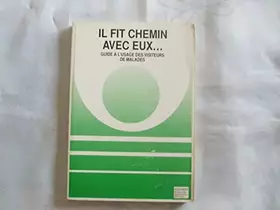 IL FIT CHEMIN
AVEC EUX...
GUIDE A L'USAGE DES VISITEURS
DE MALADES